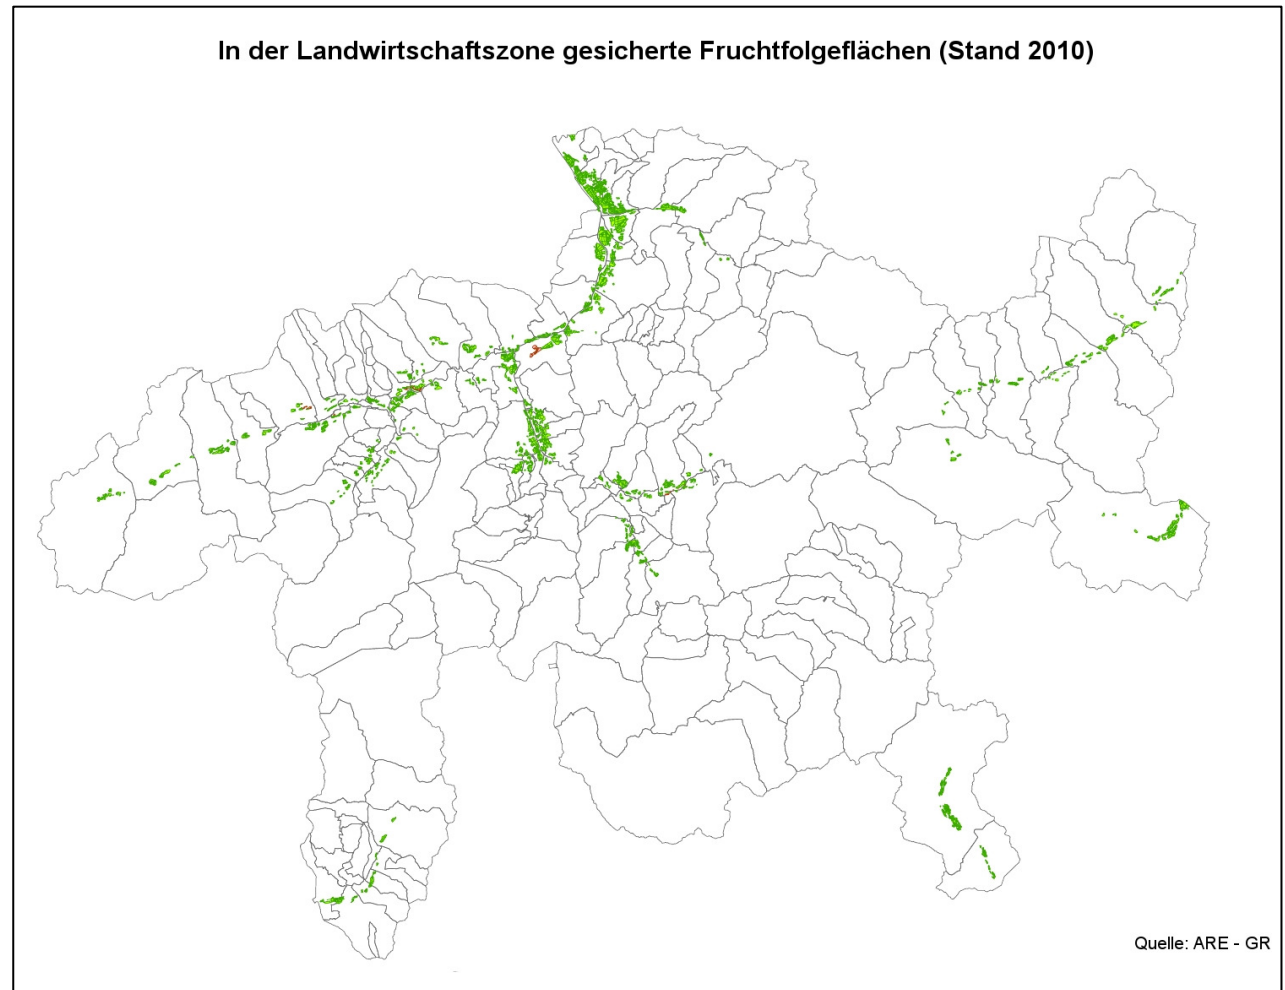 In der Landwirtschaftszone gesicherte Fruchtfolgeflächen (Stand 2010)
Quelle: ARE - GR